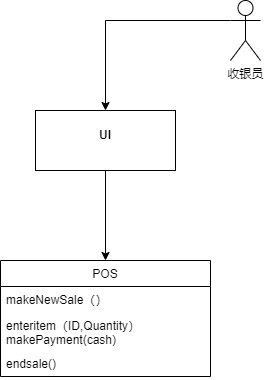 收银员
UI
POS
makeNewSale（）
enteritem（ID,Quantity）
makePayment(cash)
endsale()